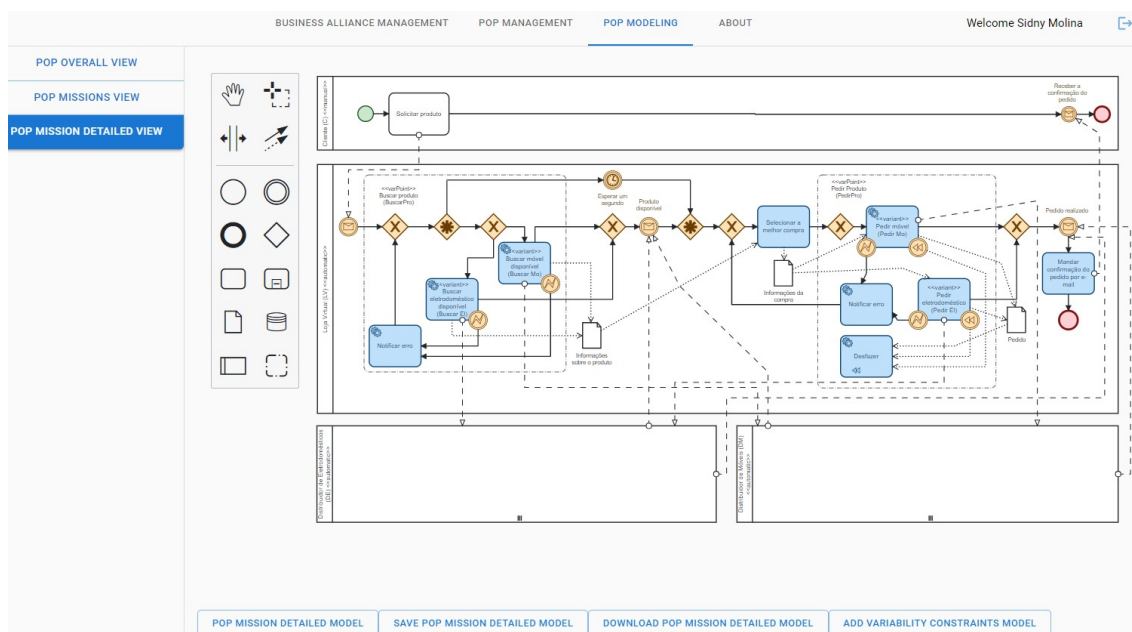 BUSINESS ALLIANCE MANAGEMENT
POP MANAGEMENT
POP MODELING
ABOUT
Welcome Sidny Molina
POP OVERALL VIEW
POP MISSIONS VIEW
POP MISSION DETAILED VIEW
Cliente (C) <<manual>>
Solicitar produto
Receber a
confirmação do
pedido
Loja Virtual (LV) <<automatic>>
<<varPoint>>
Buscar produto
(BuscarPro)
Esperar um
segundo
Produto
disponível
<<variant>>
Buscar móvel
disponível
(Buscar Mo)
<<variant>>
Buscar
eletrodoméstico
disponível
(Buscar El)
Notificar erro
Informações
sobre o produto
Selecionar a
melhor compra
Informações da
compra
<<varPoint>>
Pedir Produto
(PedirPro)
<<variant>>
Pedir móvel
(Pedir Mo)
<<variant>>
Pedir
eletrodoméstico
(Pedir El)
Notificar erro
Desfazer
Pedido
Pedido realizado
Mandar
confirmação do
pedido por e-
mail
Distribuidor de Eletrodomésticos
(DE) <<automatic>>
Distribuidor de Móveis (DM)
<<automatic>>
POP MISSION DETAILED MODEL
SAVE POP MISSION DETAILED MODEL
DOWNLOAD POP MISSION DETAILED MODEL
ADD VARIABILITY CONSTRAINTS MODEL